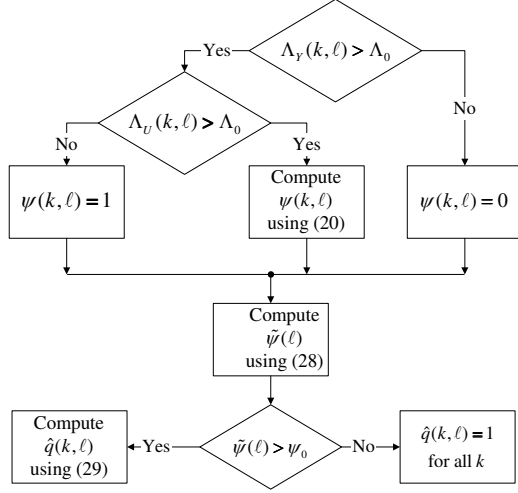 Λ_Y(k,ℓ) > Λ_0
Yes
No
Λ_U(k,ℓ) > Λ_0
No
Yes
ψ(k,ℓ) = 1
Compute
ψ(k,ℓ)
using (20)
ψ(k,ℓ) = 0
Compute
ψ̃(ℓ)
using (28)
Compute
q̂(k,ℓ)
using (29)
Yes
ψ̃(ℓ) > ψ_0
No
q̂(k,ℓ) = 1
for all k